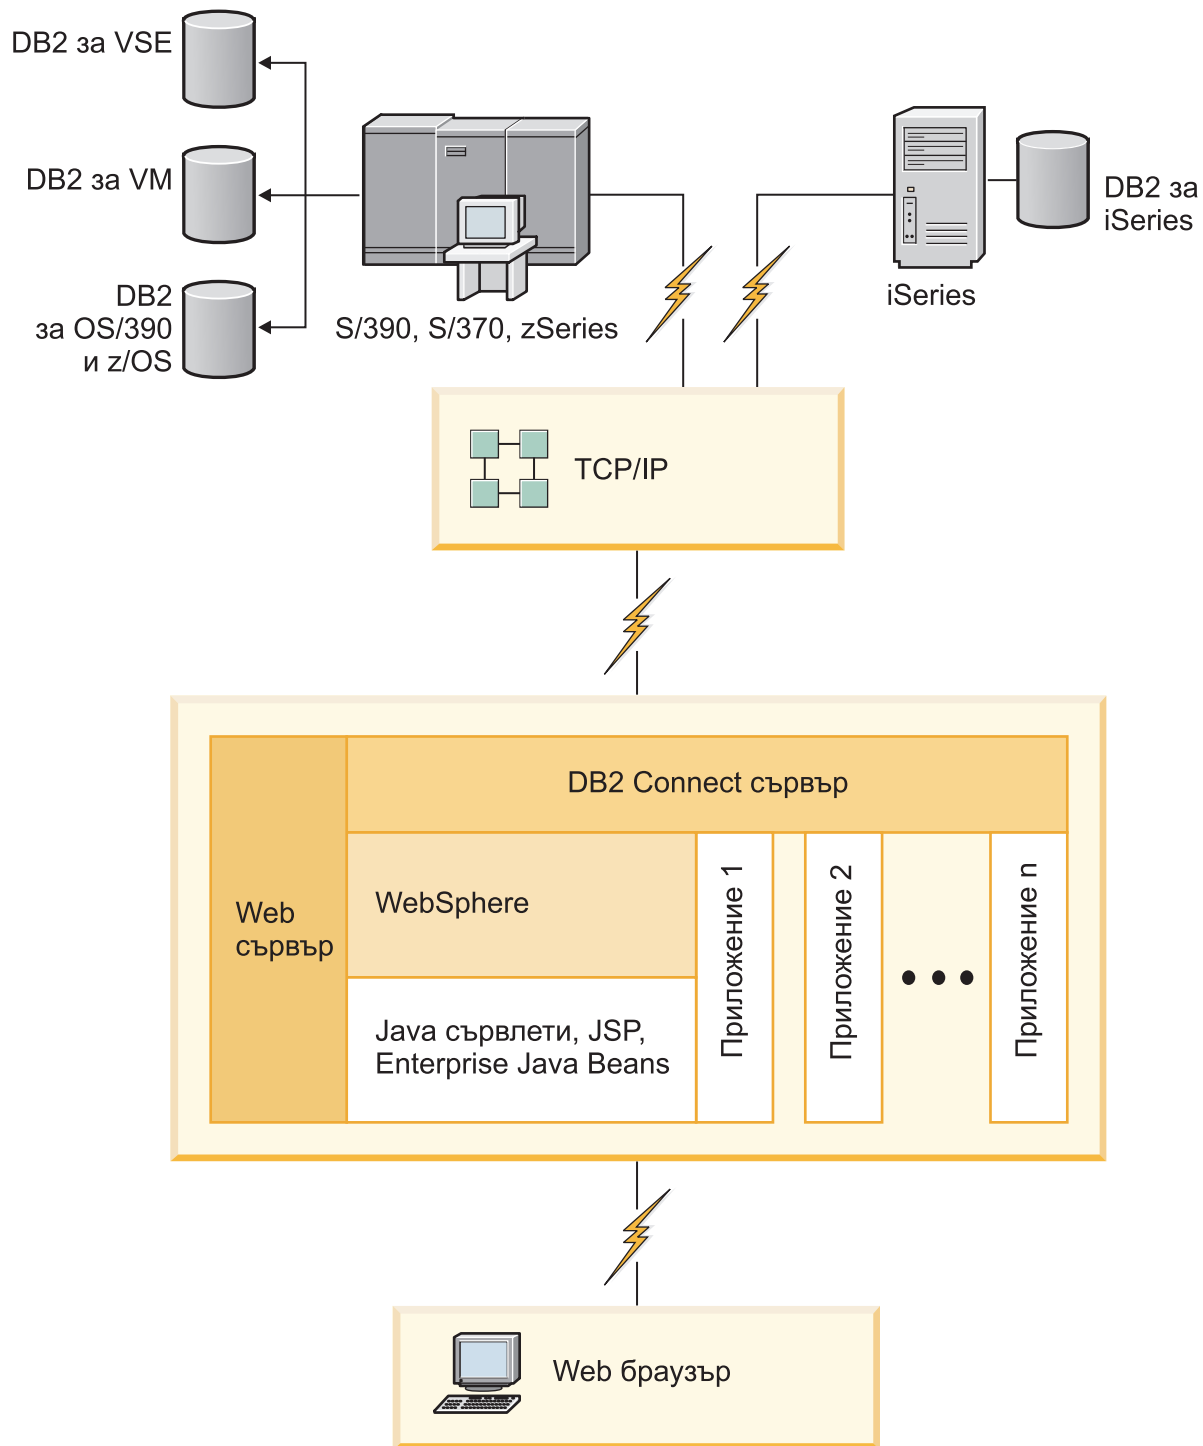 DB2 за VSE
DB2 за VM
DB2
за OS/390
и z/OS
S/390, S/370, zSeries
iSeries
DB2 за
iSeries
TCP/IP
DB2 Connect сървър
Web
сървър
WebSphere
Java сървлети, JSP,
Enterprise Java Beans
Приложение 1
Приложение 2
Приложение n
Web браузър